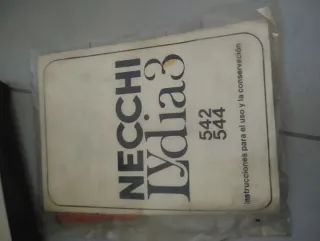 NECCHI
Lydia3
542
544
instrucciones para el uso y la conservación